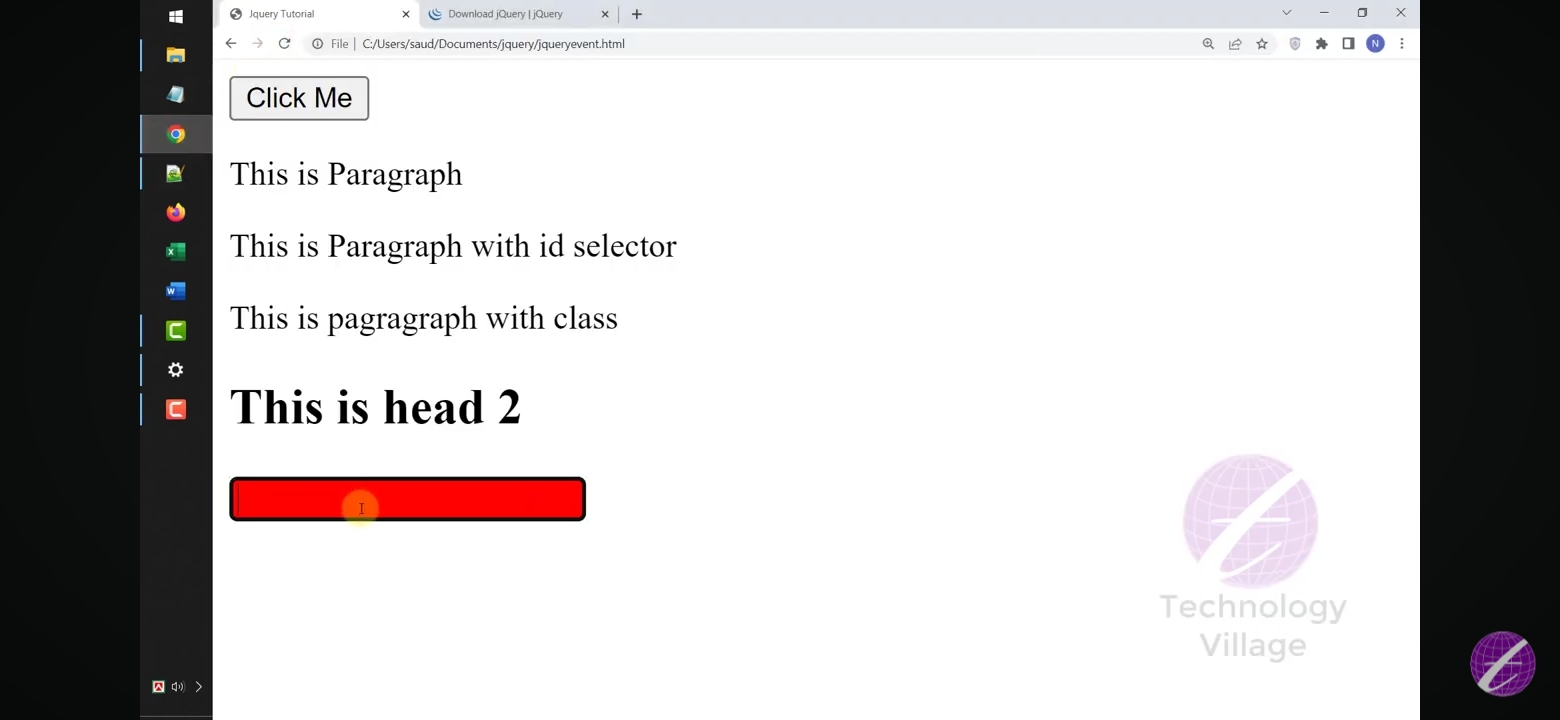 Jquery Tutorial
Download jQuery | jQuery
File
C:/Users/saud/Documents/jquery/jqueryevent.html
N
Click Me
This is Paragraph
This is Paragraph with id selector
This is pagragraph with class
This is head 2
Technology
Village